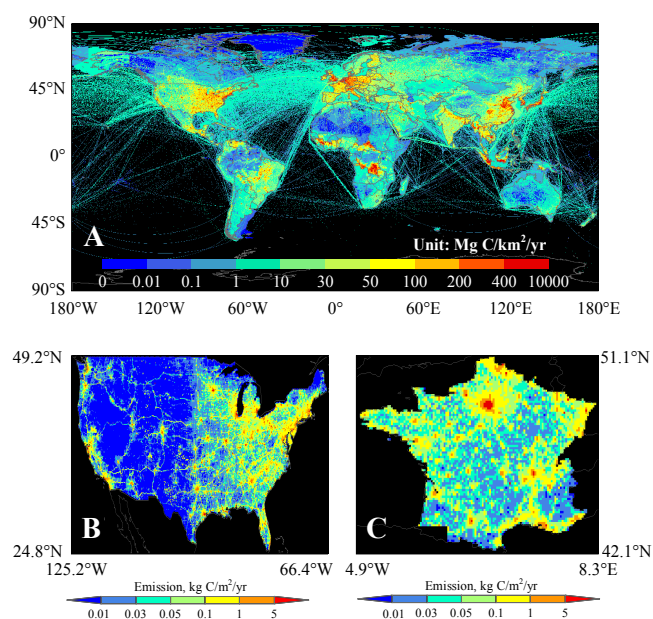 90°N
45°N
0°
45°S
90°S
A
Unit: Mg C/km²/yr
0 0.01 0.1 1 10 30 50 100 200 400 10000
180°W 120°W 60°W 0° 60°E 120°E 180°E
49.2°N
24.8°N
B
125.2°W 66.4°W
Emission, kg C/m²/yr
0.01 0.03 0.05 0.1 1 5
51.1°N
42.1°N
C
4.9°W 8.3°E
Emission, kg C/m²/yr
0.01 0.03 0.05 0.1 1 5